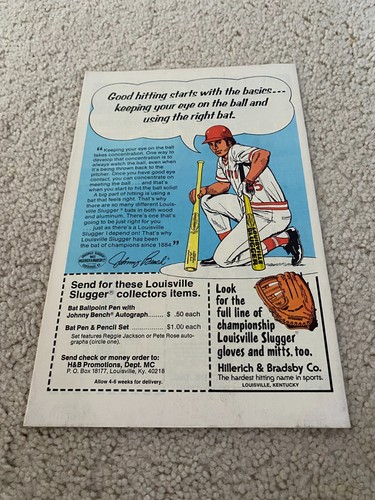 Good hitting starts with the basics---
keeping your eye on the ball and
using the right bat.
"Keeping your eye on the ball
takes concentration. One way to
develop that concentration is to
always watch the ball, even when
it's being thrown back to the
pitcher. Once you have good eye
contact, you can concentrate on
meeting the ball . . . and that's
when you start to hit the ball solid!
A big part of hitting is using a
bat that feels right. That's why
there are so many different Louis-
ville Slugger® bats in both wood
and aluminum. There's one that's
going to be just right for you
. . . just as there's a Louisville
Slugger I depend on! That's why
Louisville Slugger has been
the bat of champions since 1884."
Johnny Bench
5
Send for these Louisville
Slugger® collectors items.
Bat Ballpoint Pen with
Johnny Bench Autograph........ $ .50 each
Bat Pen & Pencil Set ............. $1.00 each
Set features Reggie Jackson or Pete Rose auto-
graphs (circle one).
Send check or money order to:
H&B Promotions, Dept. MC
P. O. Box 18177, Louisville, Ky. 40218
Allow 4-6 weeks for delivery.
Look
for the
full line of
championship
Louisville Slugger
gloves and mitts, too.
Hillerich & Bradsby Co.
The hardest hitting name in sports.
LOUISVILLE, KENTUCKY